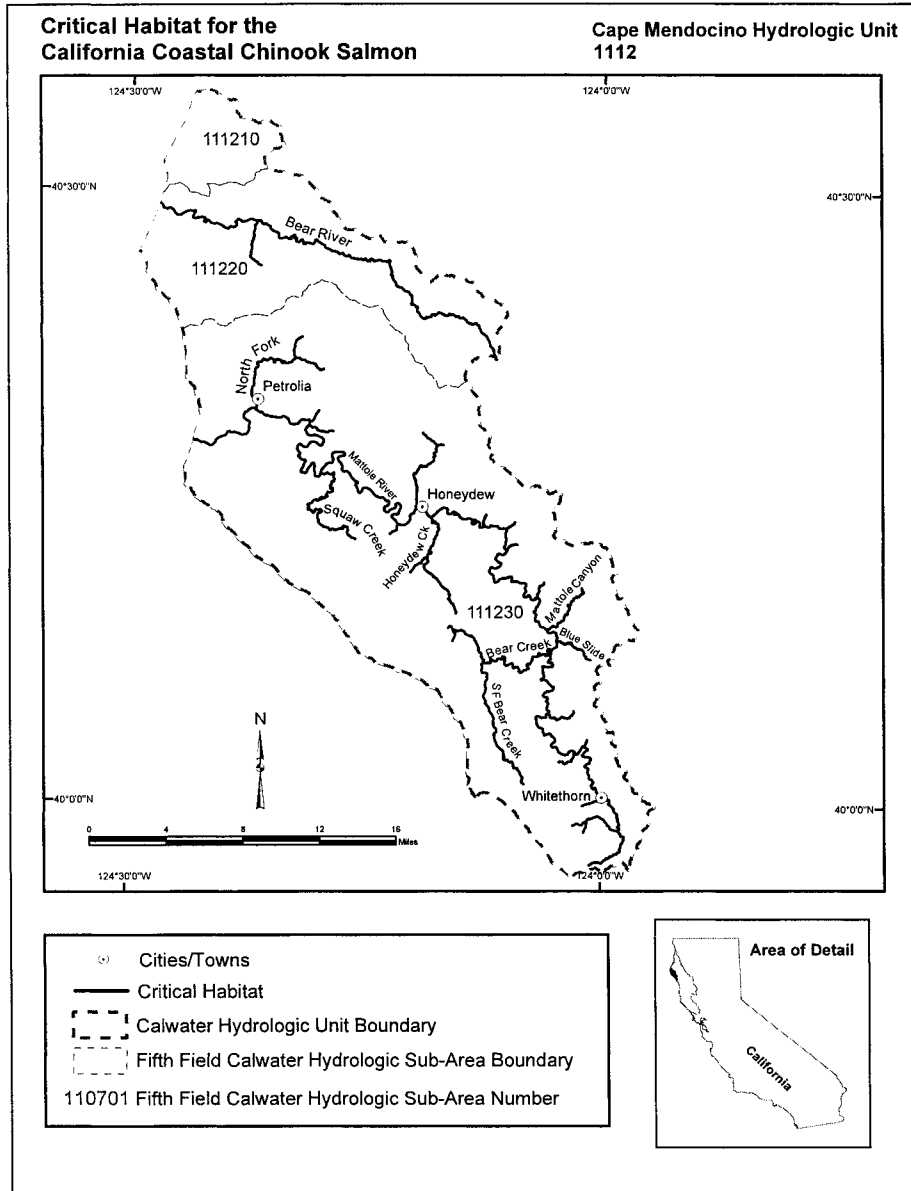 Critical Habitat for the
California Coastal Chinook Salmon
Cape Mendocino Hydrologic Unit
1112
124°30'0"W
124°0'0"W
111210
40°30'0"N
40°30'0"N
Bear River
111220
North Fork
Petrolia
Mattole River
Honeydew
Squaw Creek
Honeydew Ck
Mattole Canyon
111230
Blue Slide
Bear Creek
S F Bear Creek
N
Whitethorn
40°0'0"N
40°0'0"N
0 4 8 12 16
Miles
124°30'0"W
124°0'0"W
Cities/Towns
Critical Habitat
Calwater Hydrologic Unit Boundary
Fifth Field Calwater Hydrologic Sub-Area Boundary
110701 Fifth Field Calwater Hydrologic Sub-Area Number
Area of Detail
California